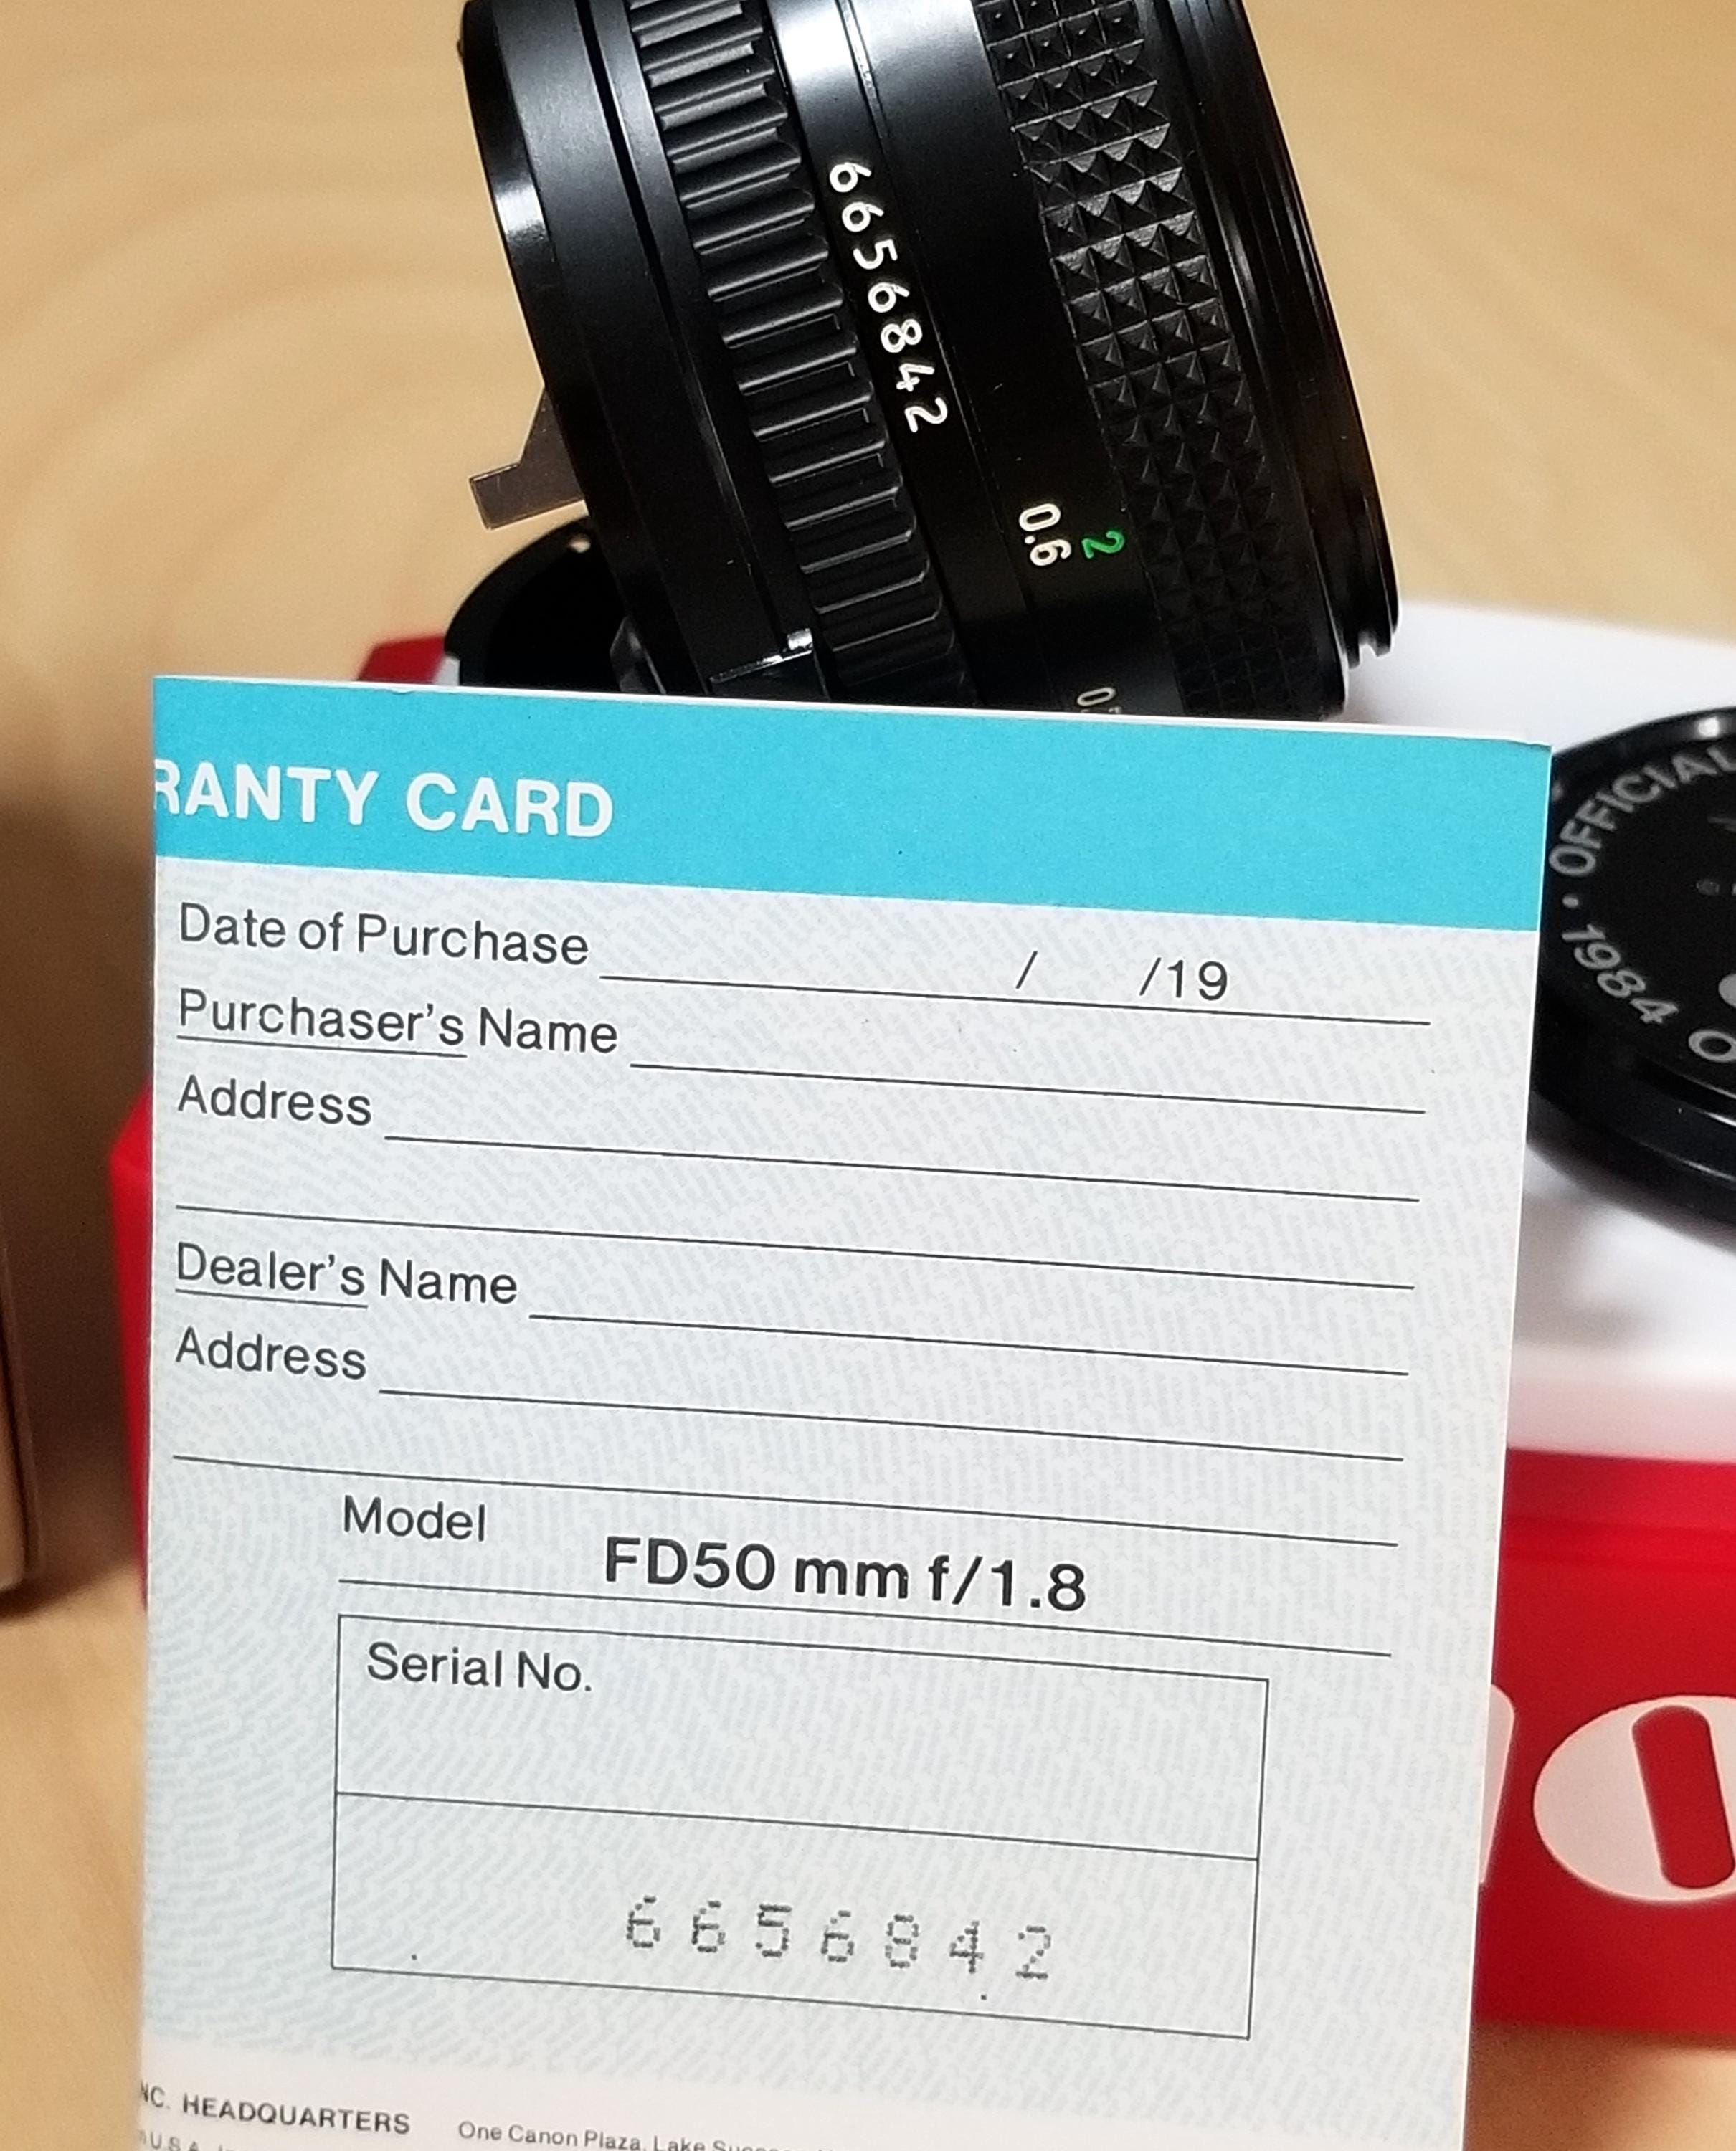 6656842
2
0.6
RANTY CARD
OFFICIAL
1984
Date of Purchase / /19
Purchaser's Name
Address
Dealer's Name
Address
Model FD50 mm f/1.8
Serial No.
6656842
HEADQUARTERS One Canon Plaza, Lake
U.S.A.